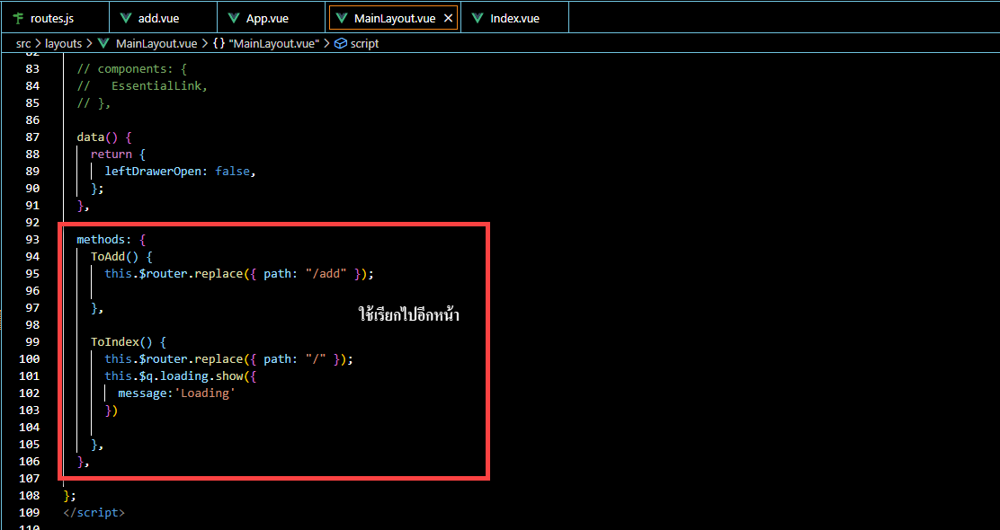 routes.js add.vue App.vue MainLayout.vue Index.vue
src > layouts > MainLayout.vue > {} "MainLayout.vue" > script
82
83 // components: {
84 //   EssentialLink,
85 // },
86
87 data() {
88 return {
89 leftDrawerOpen: false,
90 };
91 },
92
93 methods: {
94 ToAdd() {
95 this.$router.replace({ path: "/add" });
96
97 },
ใช้เรียกไปอีกหน้า
98
99 ToIndex() {
100 this.$router.replace({ path: "/" });
101 this.$q.loading.show({
102 message:'Loading'
103 })
104
105 },
106 },
107
108 };
109 </script>
110